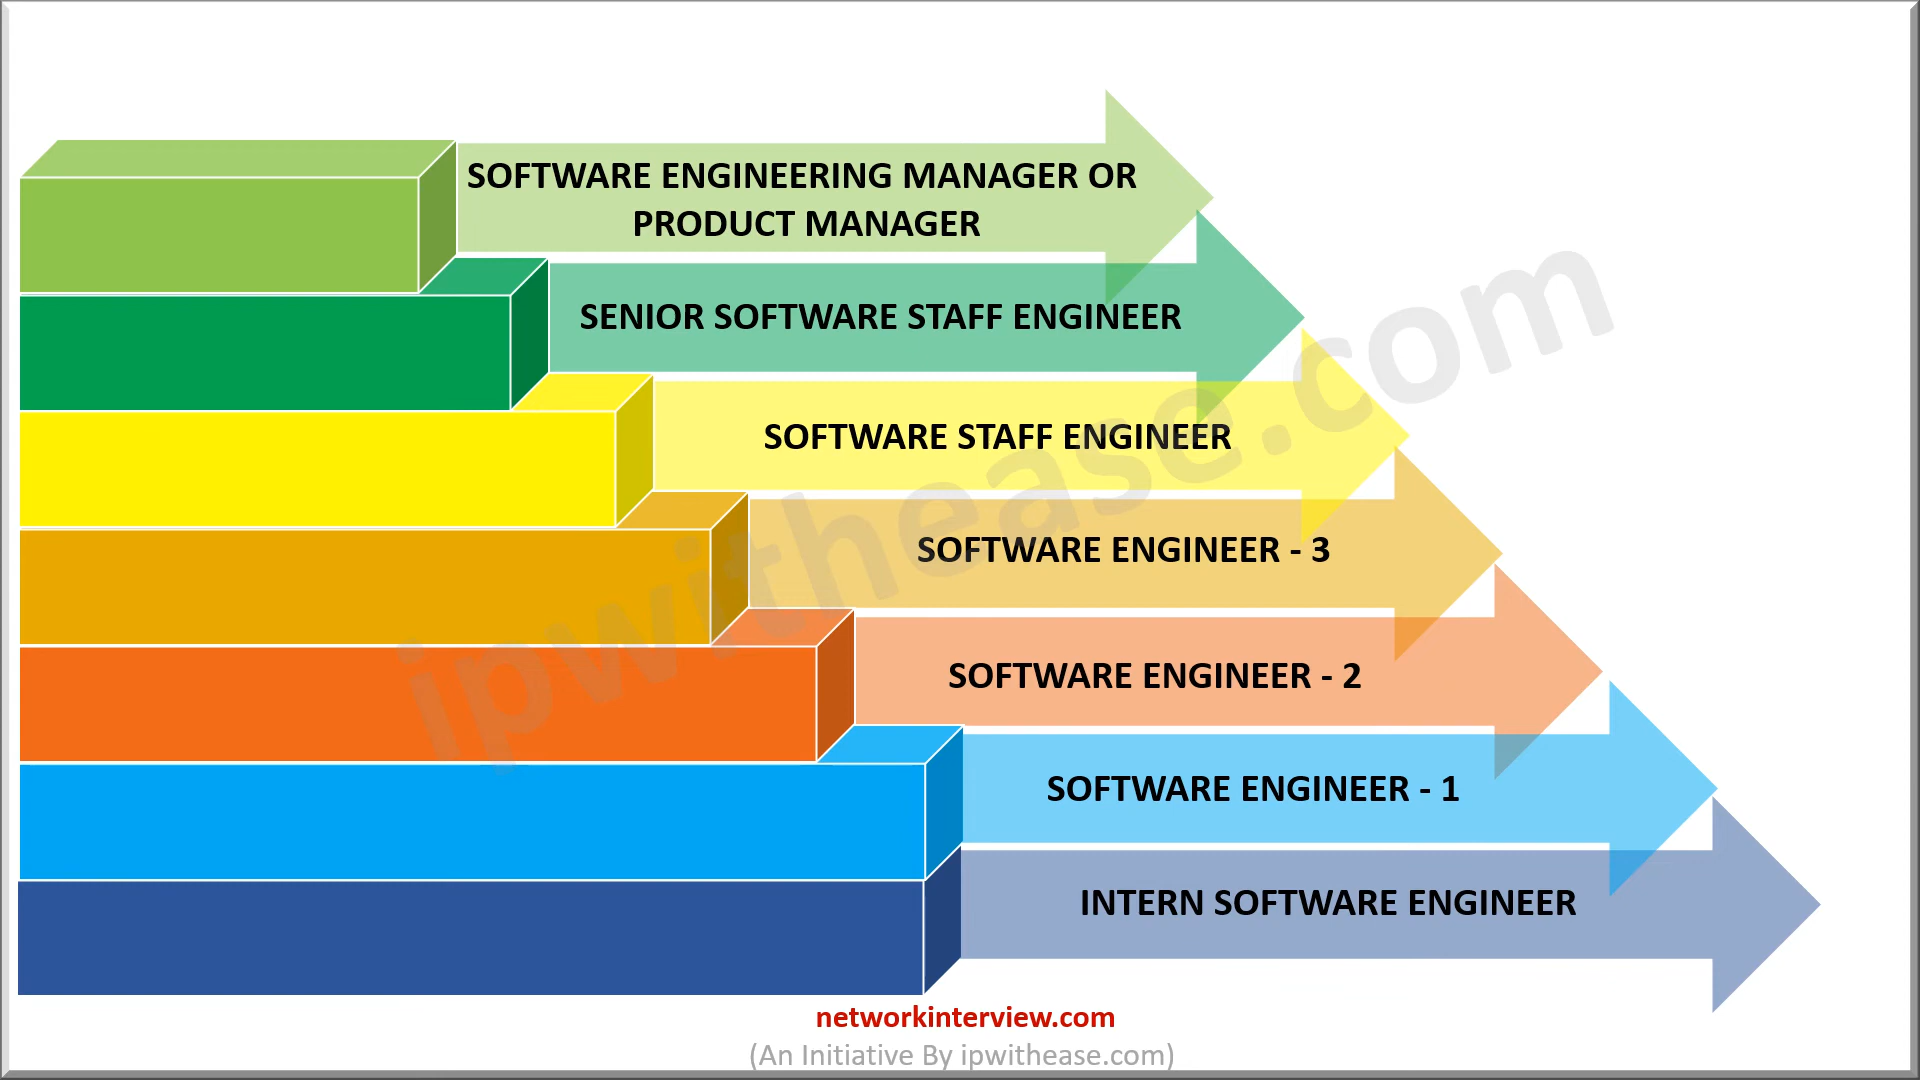 SOFTWARE ENGINEERING MANAGER OR
PRODUCT MANAGER
SENIOR SOFTWARE STAFF ENGINEER
SOFTWARE STAFF ENGINEER
SOFTWARE ENGINEER - 3
SOFTWARE ENGINEER - 2
SOFTWARE ENGINEER - 1
INTERN SOFTWARE ENGINEER
ipwithease.com
networkinterview.com
(An Initiative By ipwithease.com)